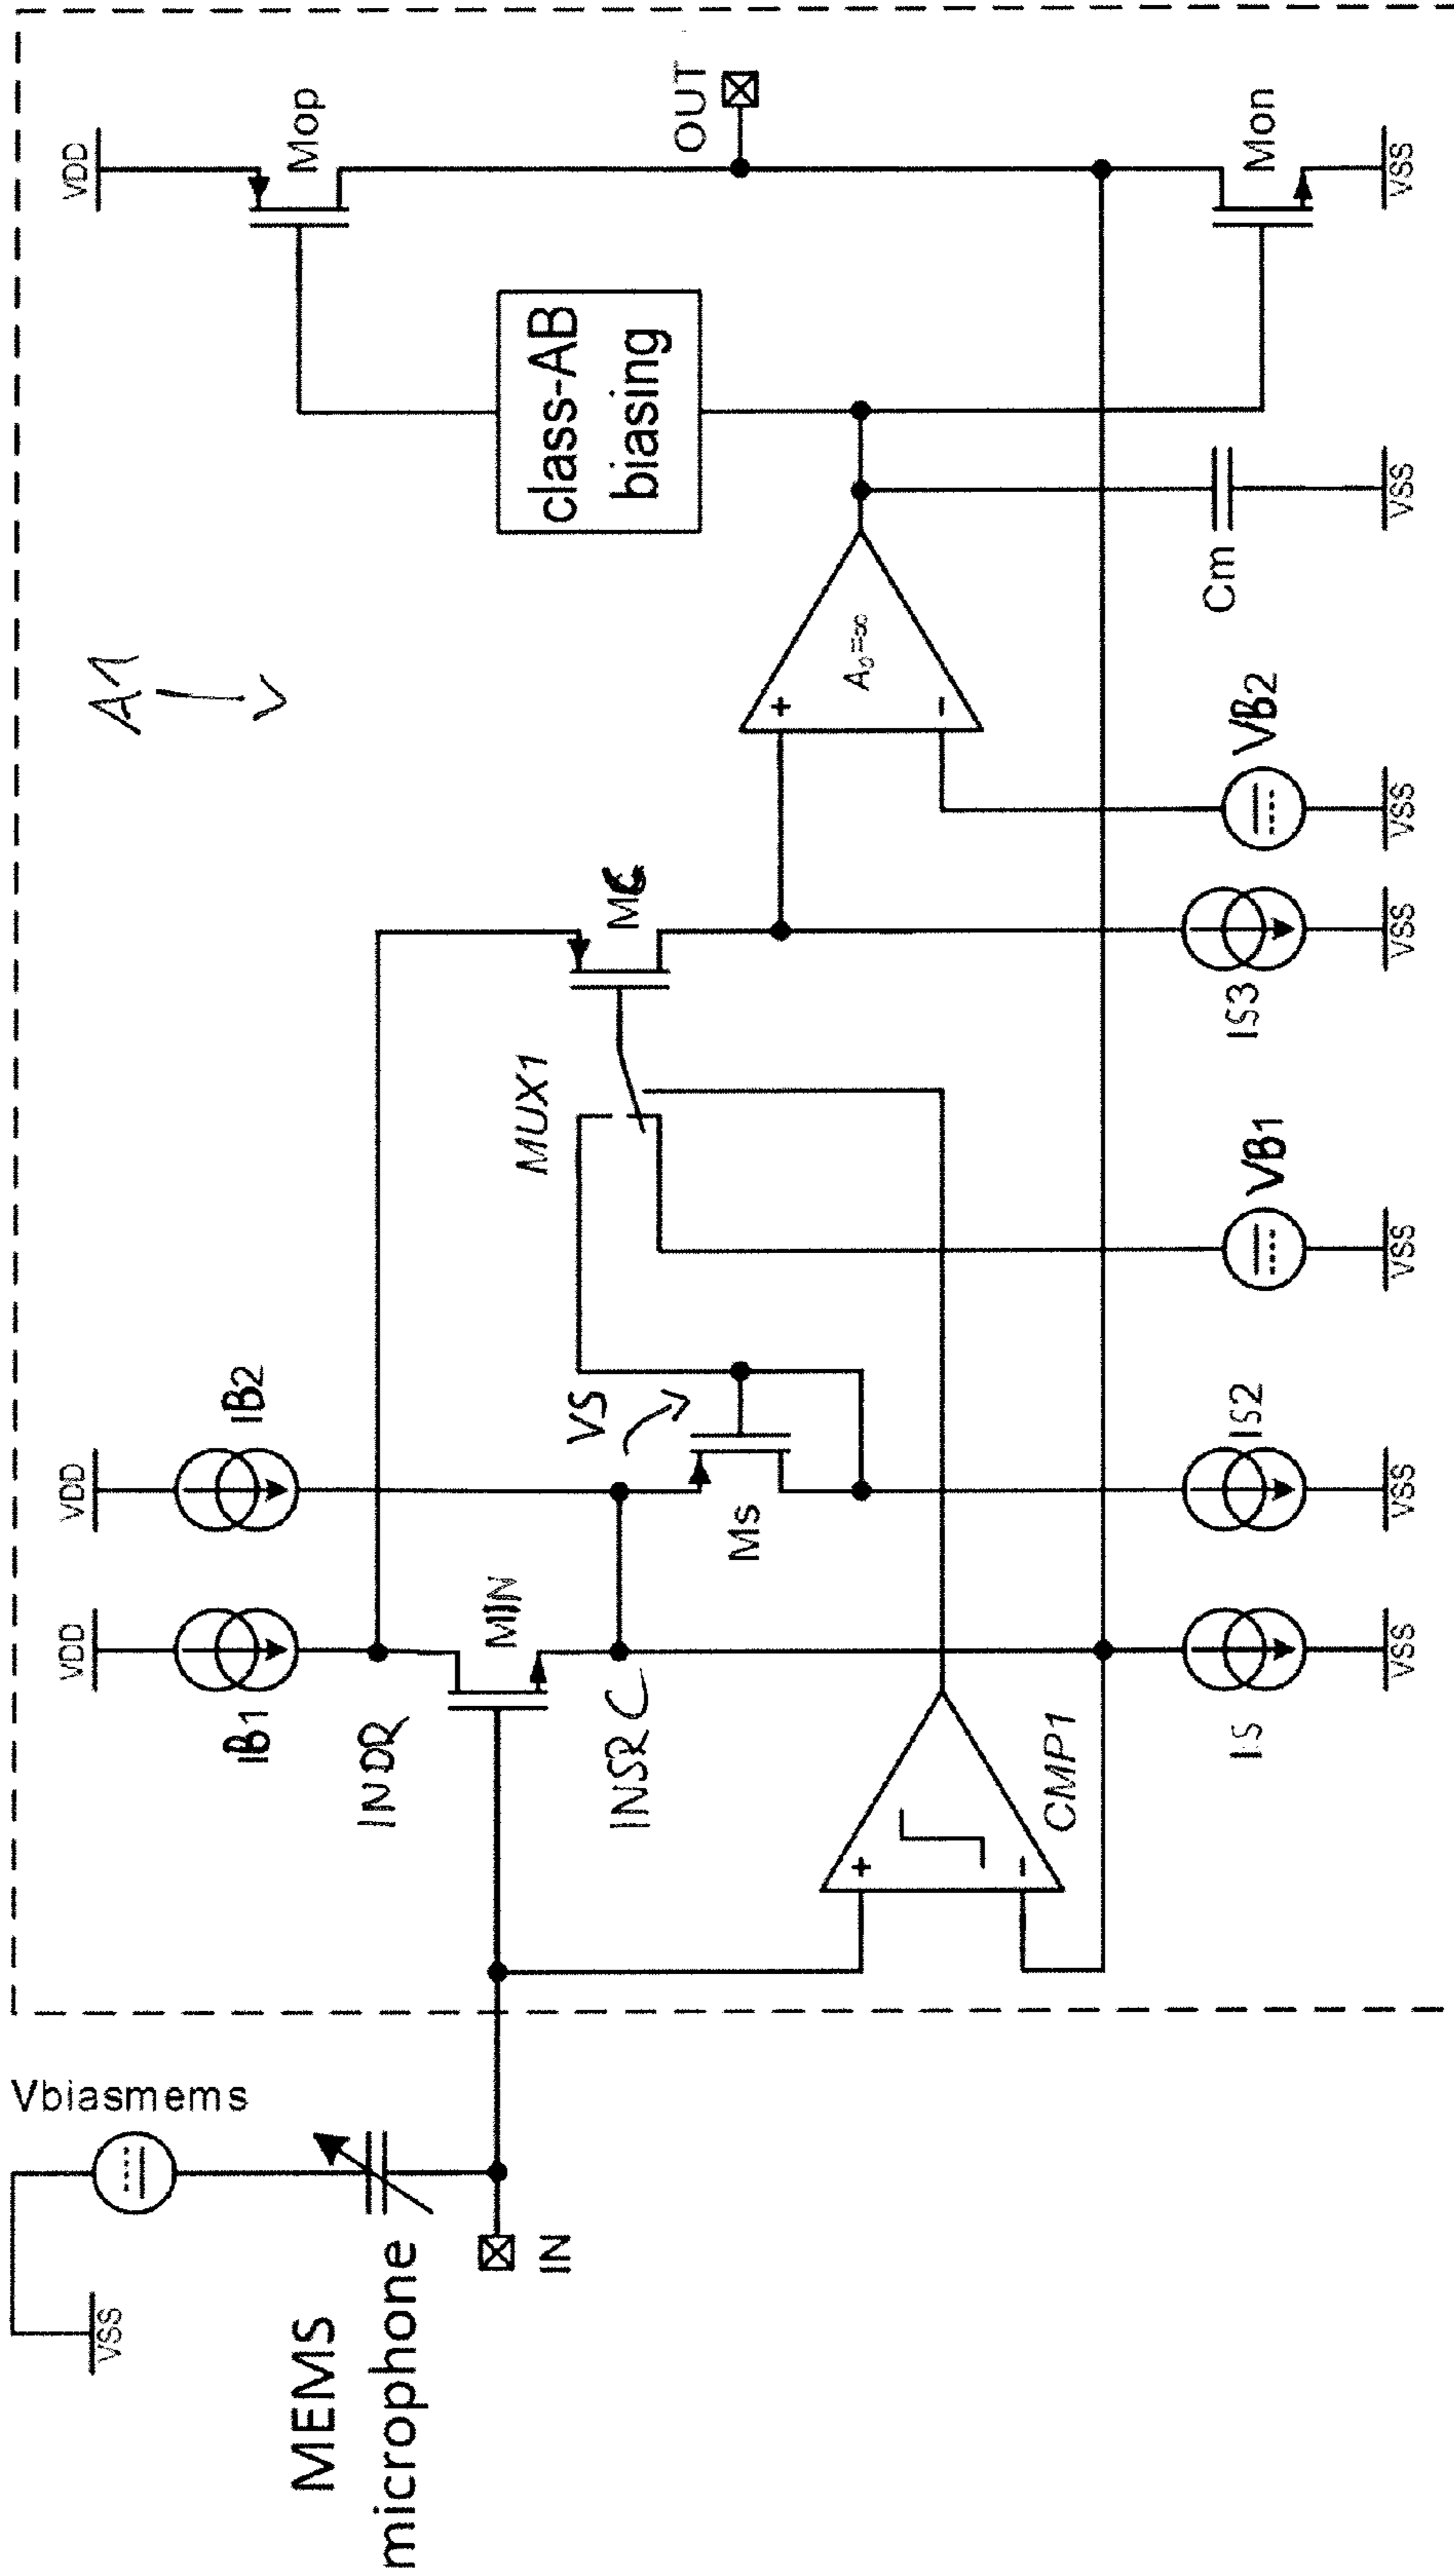 Vbiasmems
VSS
MEMS
microphone
IN
A1
VDD
VDD
VDD
IB1
IB2
INDR
MIN
INSRC
VS
Ms
MUX1
MC
class-AB
biasing
Mop
OUT
+
-
A₀=∞
+
-
CMP1
Cm
Mon
IS
IS2
VB1
IS3
VB2
VSS
VSS
VSS
VSS
VSS
VSS
VSS